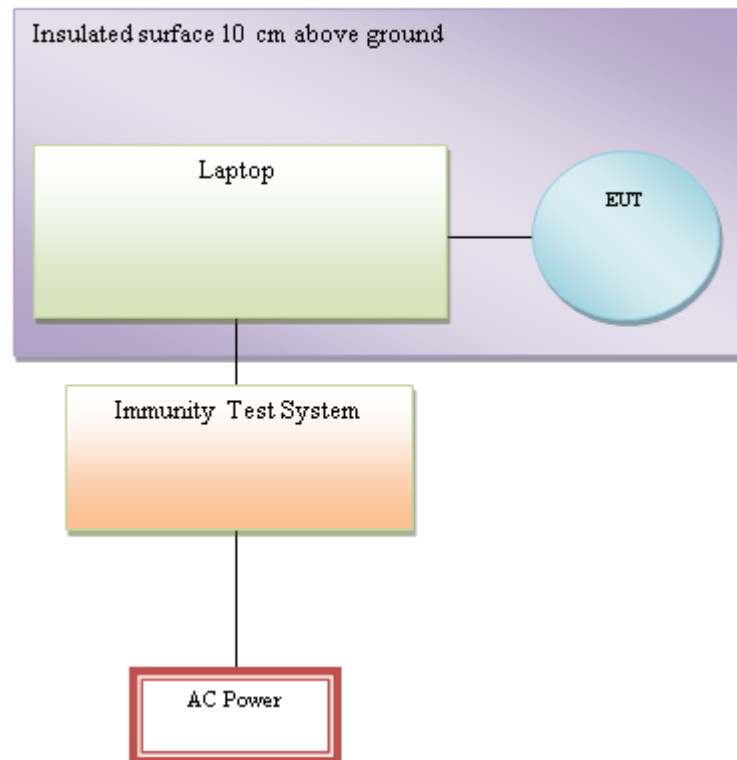 Insulated surface 10 cm above ground
Laptop
EUT
Immunity Test System
AC Power